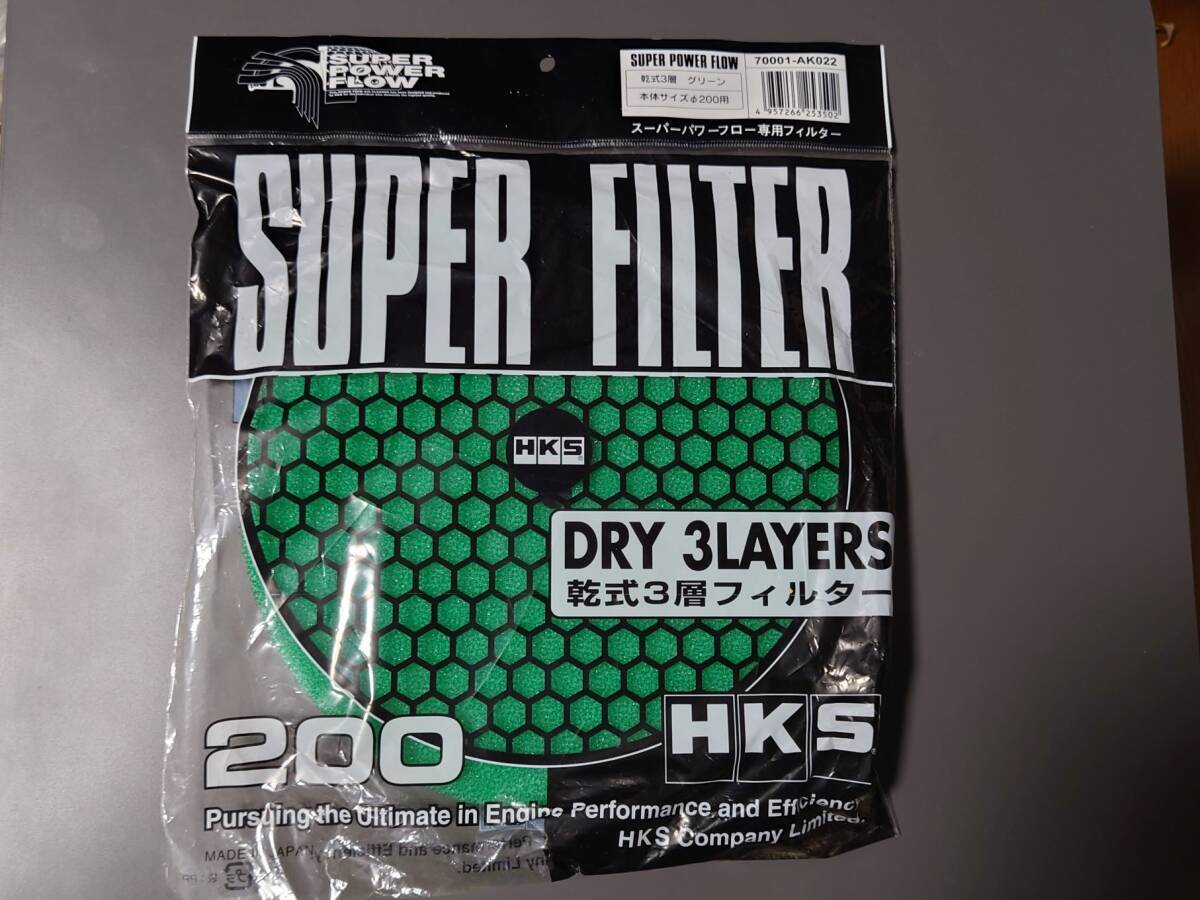 SUPER
POWER
FLOW
SUPER POWER FLOW
70001-AK022
乾式3層 グリーン
本体サイズφ200用
4 957266 253502
スーパーパワーフロー専用フィルター
SUPER FILTER
HKS
DRY 3LAYERS
乾式3層フィルター
200
HKS
Pursuing the Ultimate in Engine Performance and Efficiency
HKS Company Limited.
MADE IN JAPAN
プラ
袋:PP